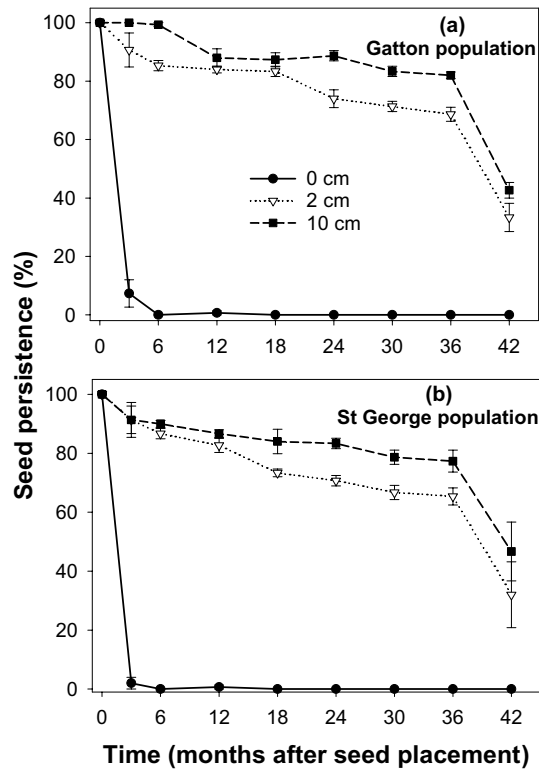 Seed persistence (%)
(a)
Gatton population
100
80
60
40
20
0
0 cm
2 cm
10 cm
0 6 12 18 24 30 36 42
(b)
St George population
100
80
60
40
20
0
0 6 12 18 24 30 36 42
Time (months after seed placement)